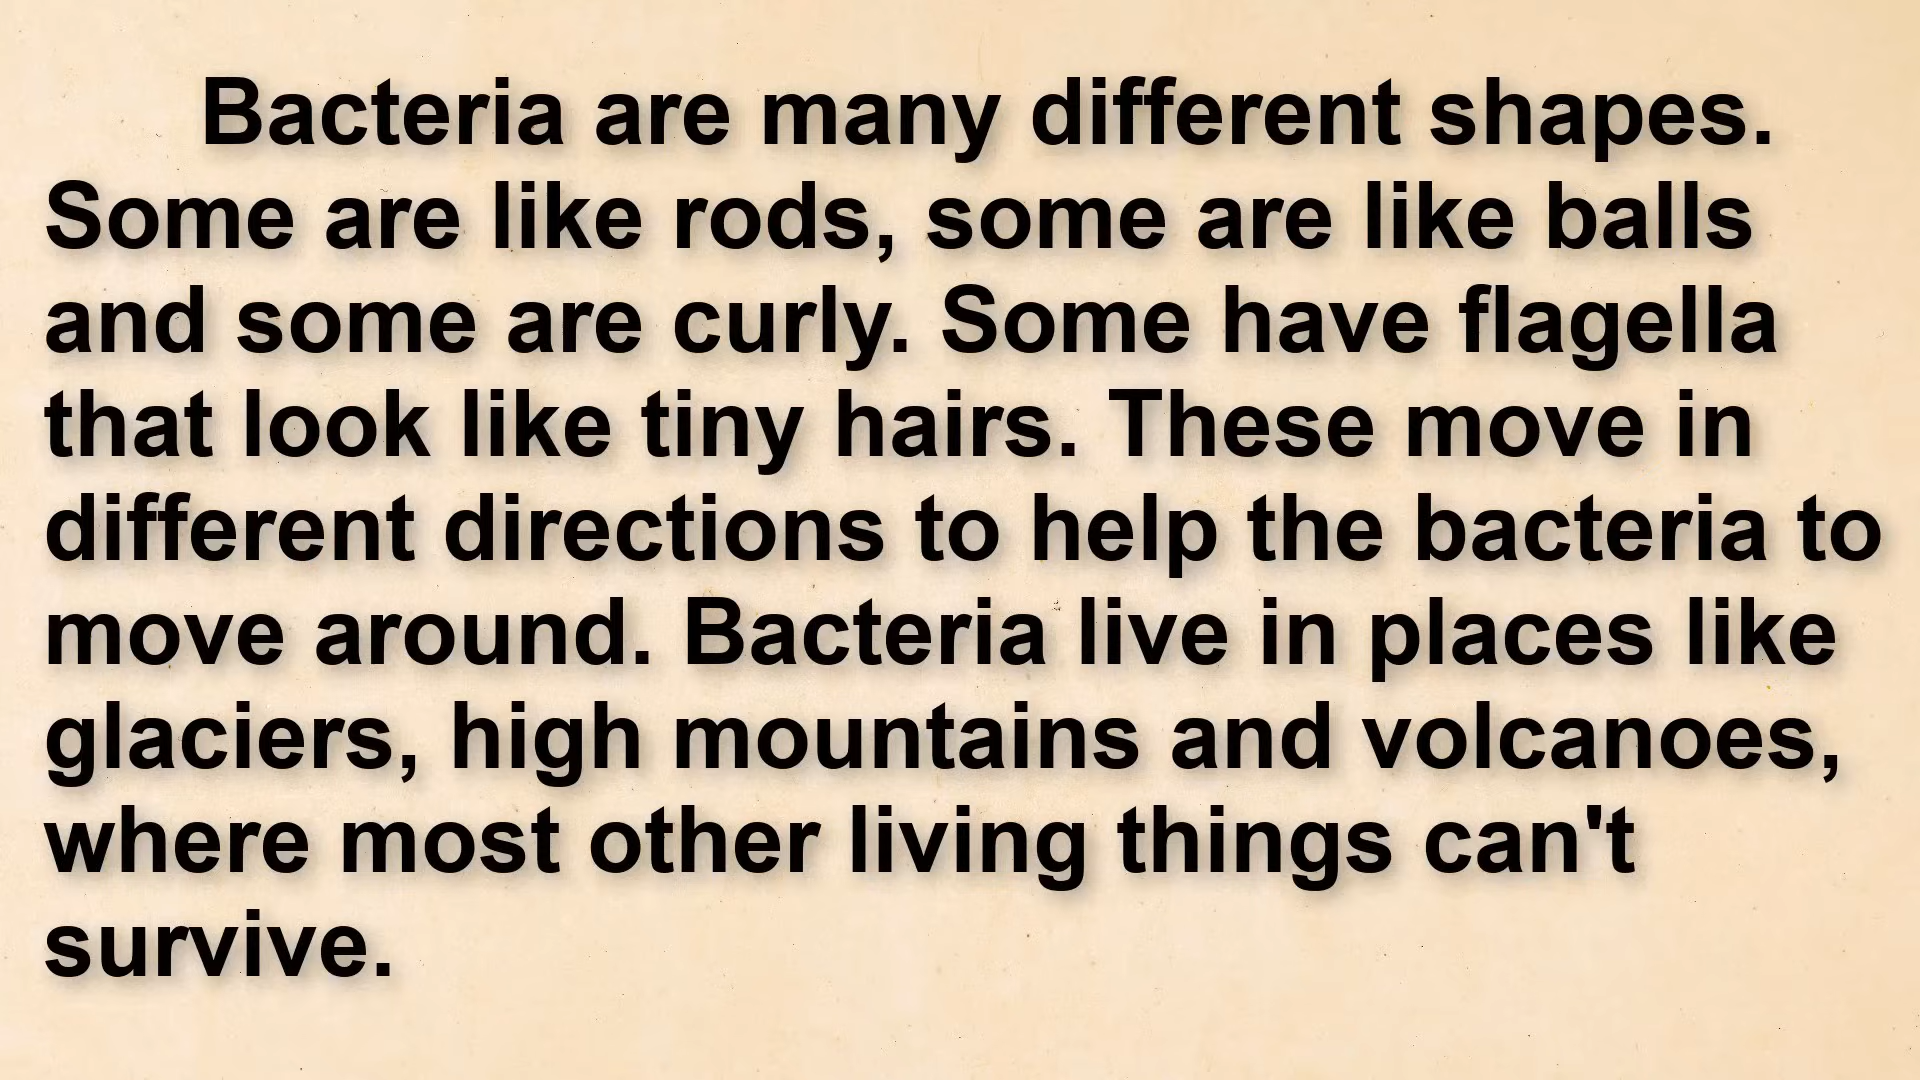 Bacteria are many different shapes.
Some are like rods, some are like balls
and some are curly. Some have flagella
that look like tiny hairs. These move in
different directions to help the bacteria to
move around. Bacteria live in places like
glaciers, high mountains and volcanoes,
where most other living things can't
survive.